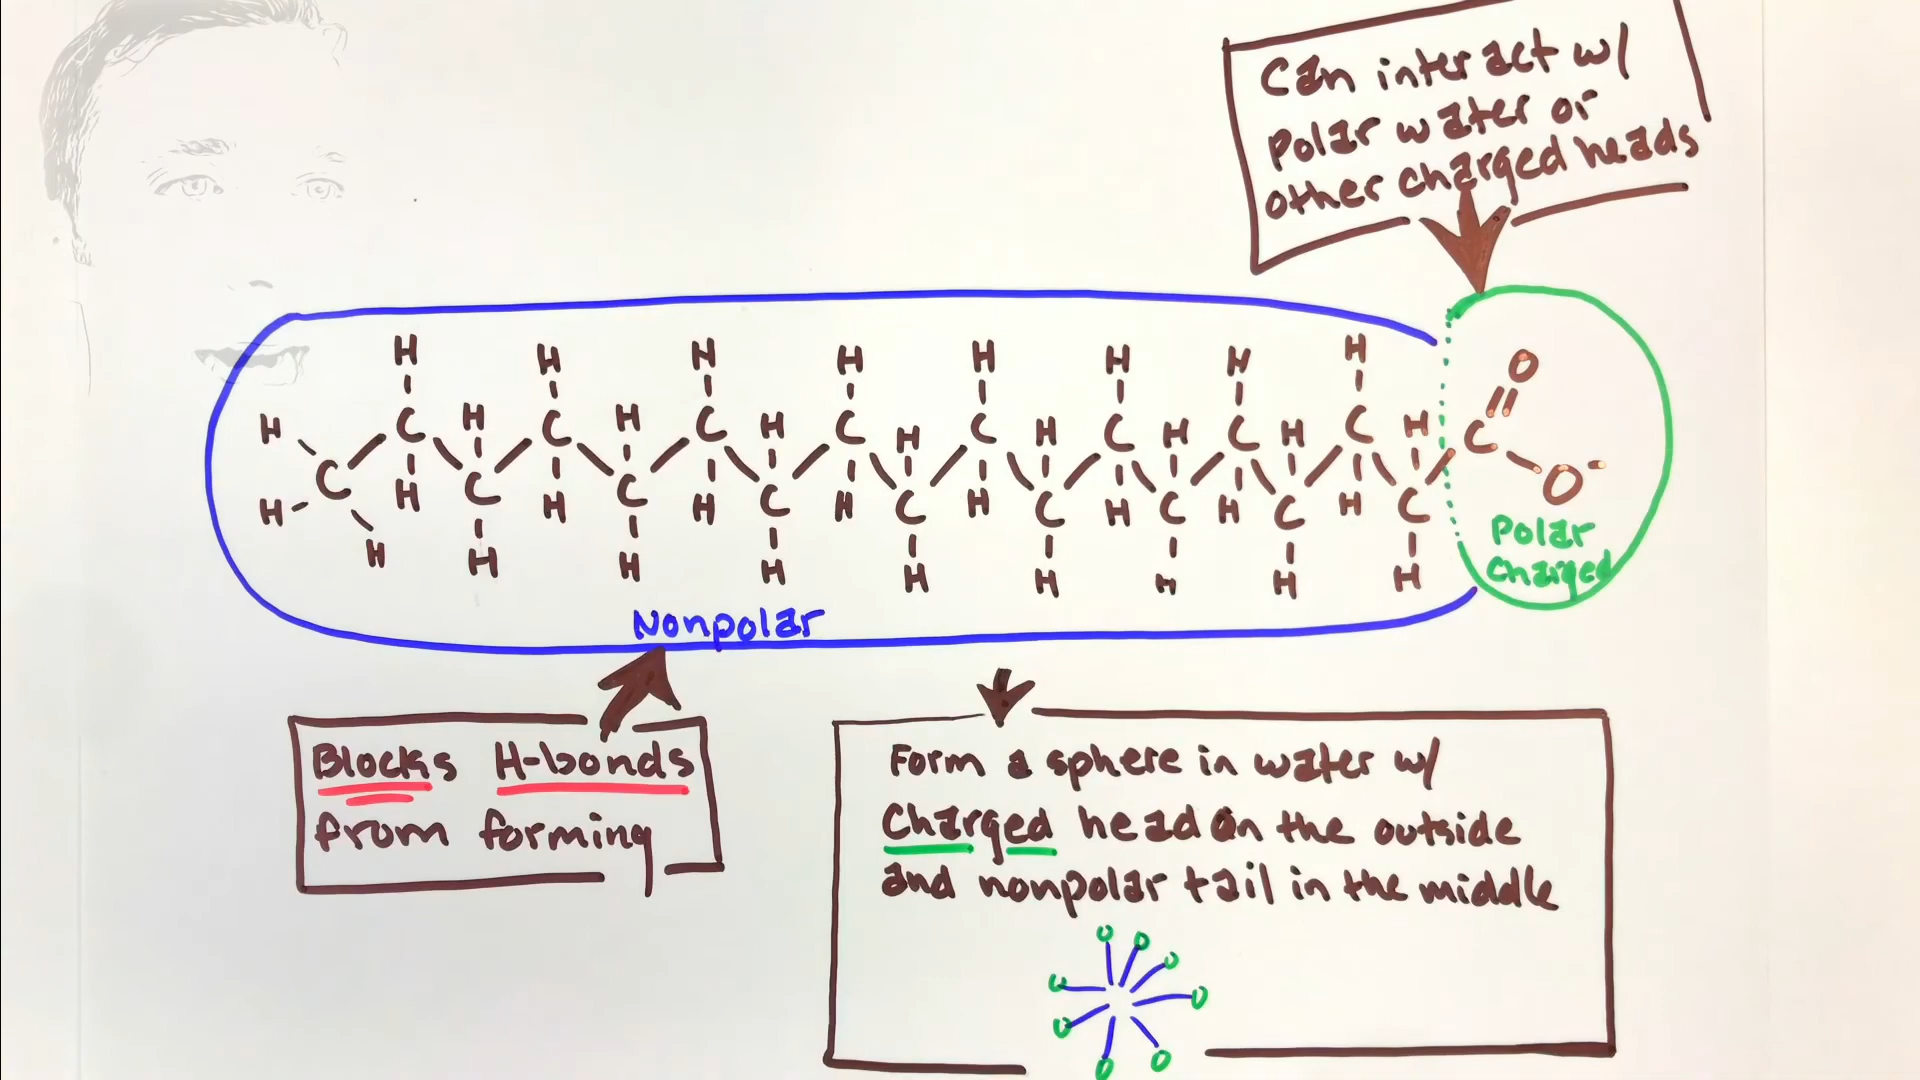 Can interact w/
polar water or
other charged heads
H H N H H H H H O
H C H C H C H C H C H C H C H C H C
H C H C H C H C H C H C H C H C H C O-
H H H H H H H H H
Polar
Charged
Nonpolar
Blocks H-bonds
from forming
Form a sphere in water w/
Charged head on the outside
and nonpolar tail in the middle